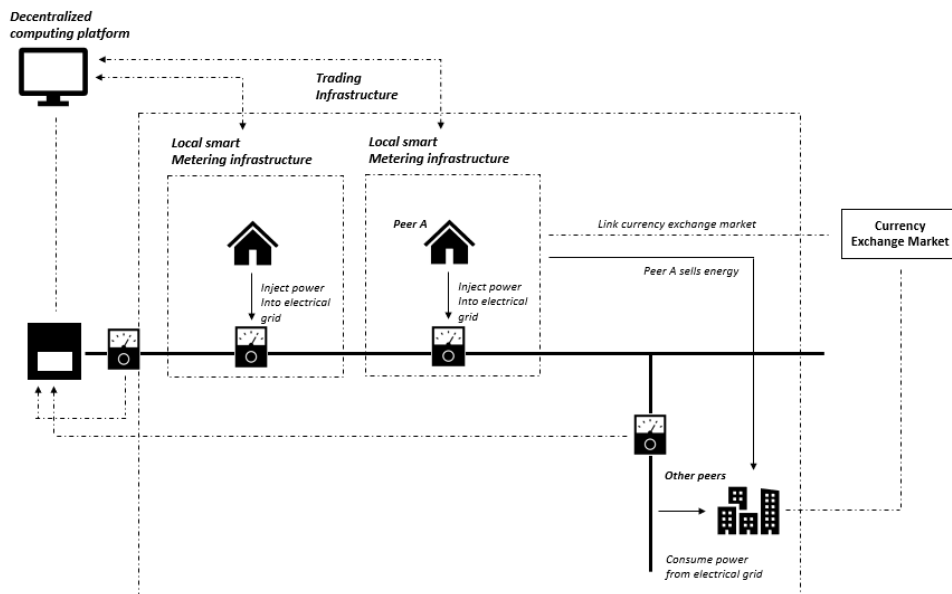 Decentralized
computing platform
Trading
Infrastructure
Local smart
Metering infrastructure
Local smart
Metering infrastructure
Peer A
Link currency exchange market
Currency
Exchange Market
Peer A sells energy
Inject power
Into electrical
grid
Inject power
Into electrical
grid
Other peers
Consume power
from electrical grid